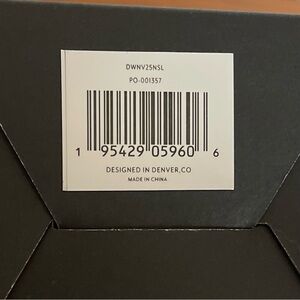 DWNV25NSL
PO-001357
1 95429 05960 6
DESIGNED IN DENVER, CO
MADE IN CHINA